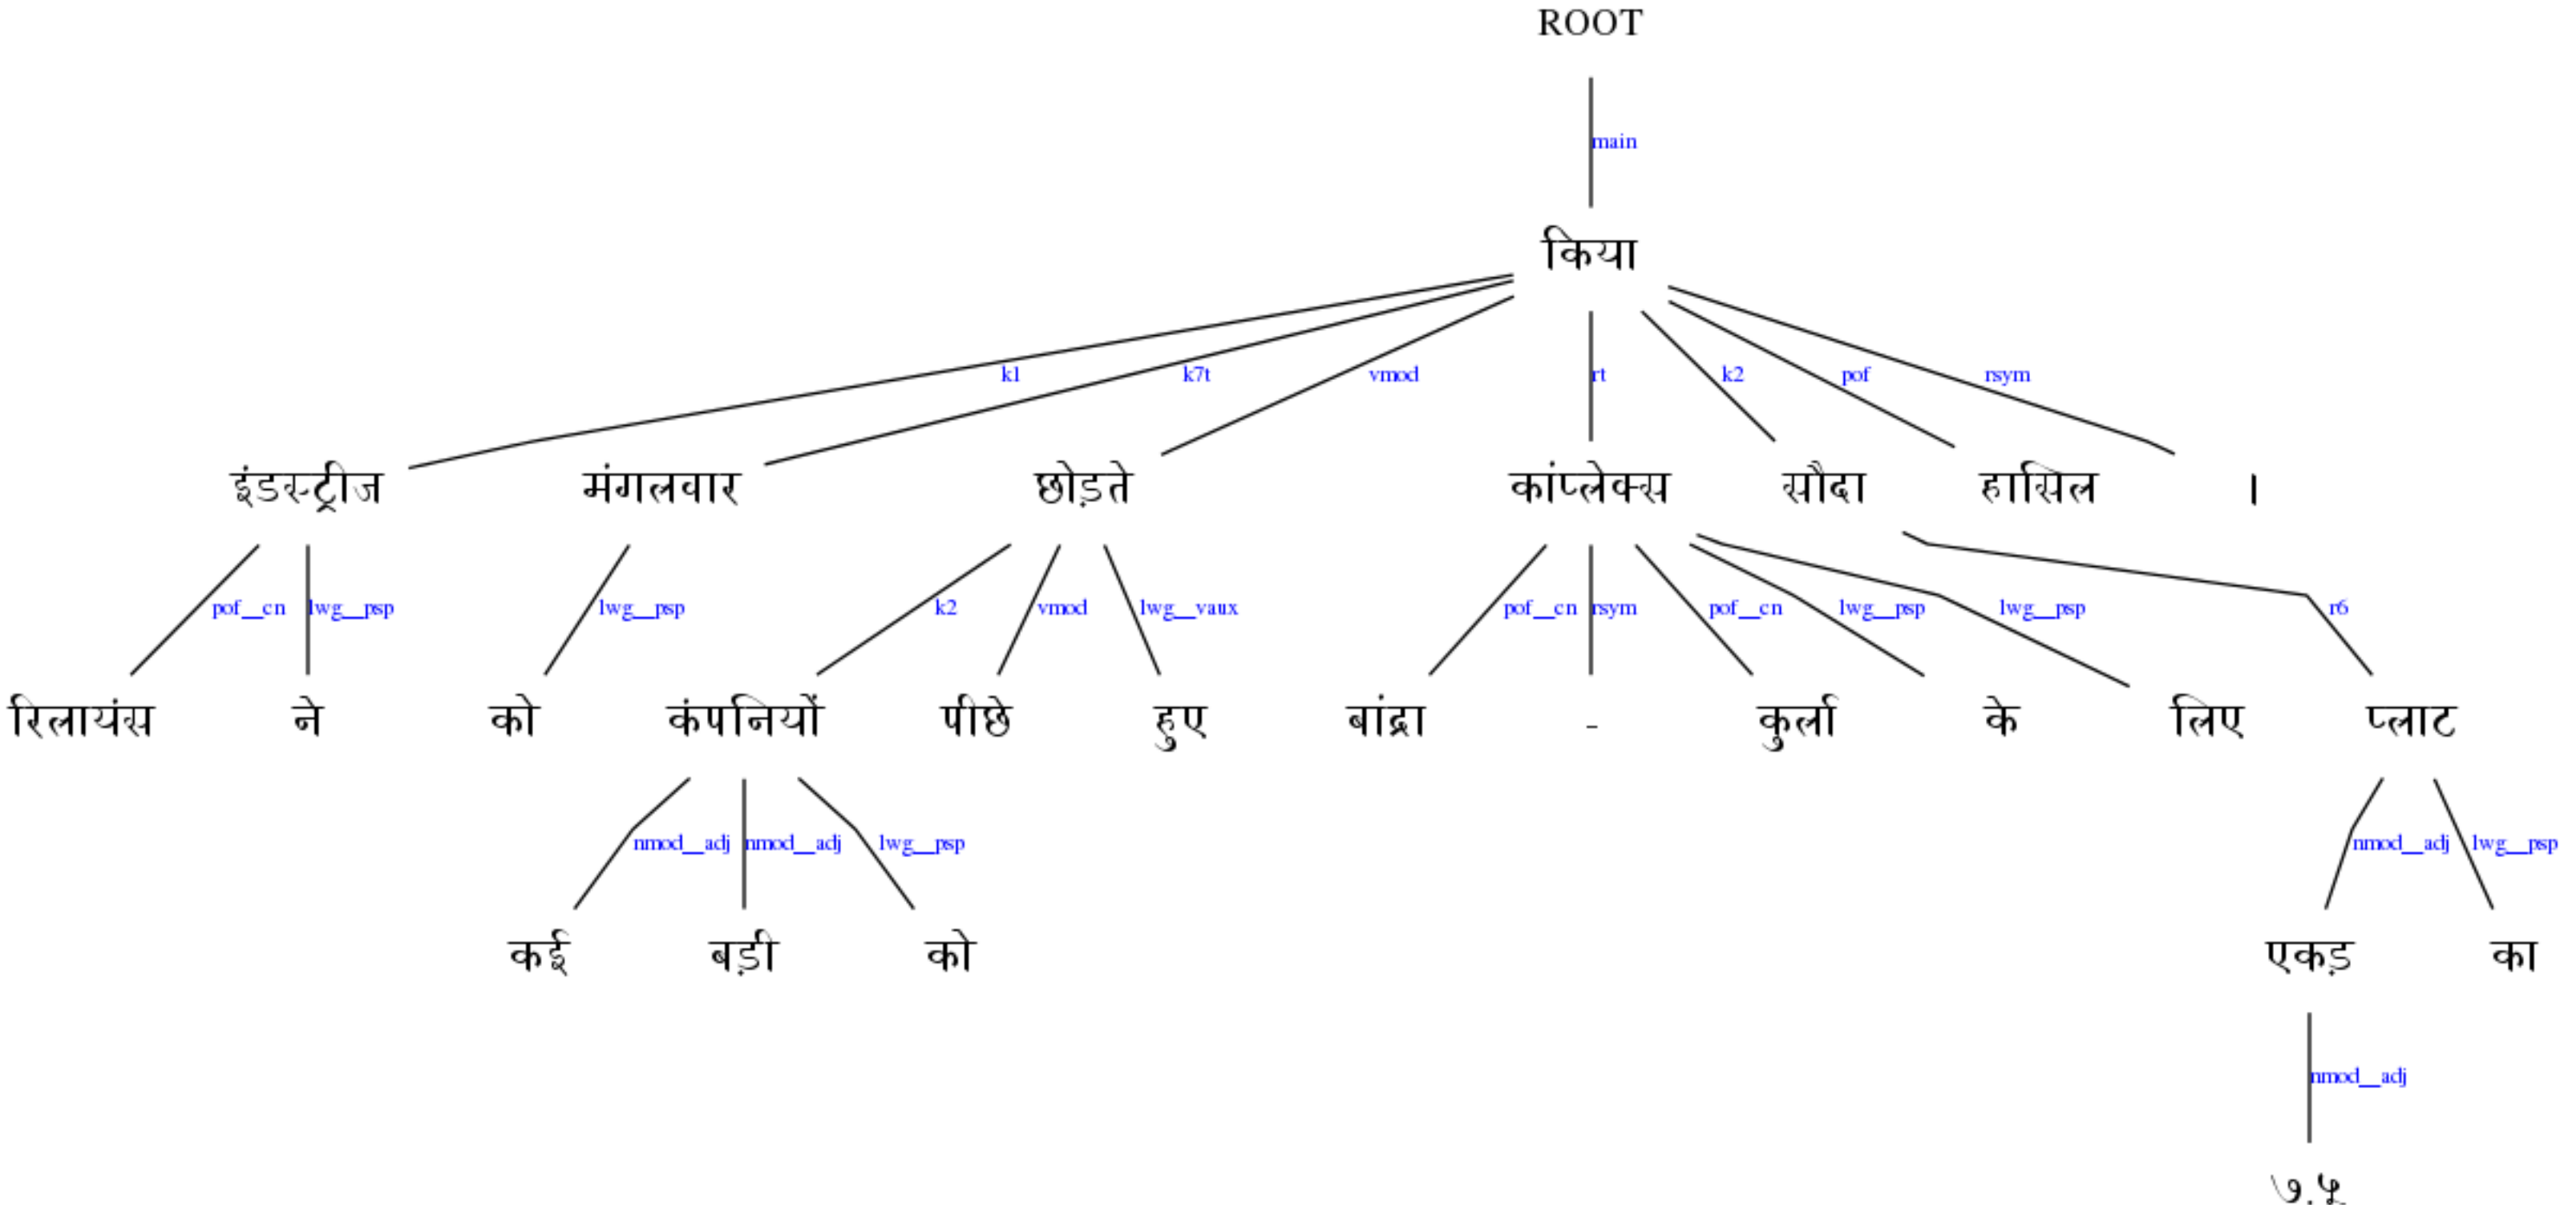 ROOT
main
किया
k1 k7t vmod rt k2 pof rsym
इंडस्ट्रीज मंगलवार छोड़ते कांप्लेक्स सौदा हासिल ।
pof__cn lwg__psp lwg__psp k2 vmod lwg__vaux pof__cn rsym pof__cn lwg__psp lwg__psp r6
रिलायंस ने को कंपनियों पीछे हुए बांद्रा - कुर्ला के लिए प्लाट
nmod__adj nmod__adj lwg__psp nmod__adj lwg__psp
कई बड़ी को एकड़ का
nmod__adj
७.५